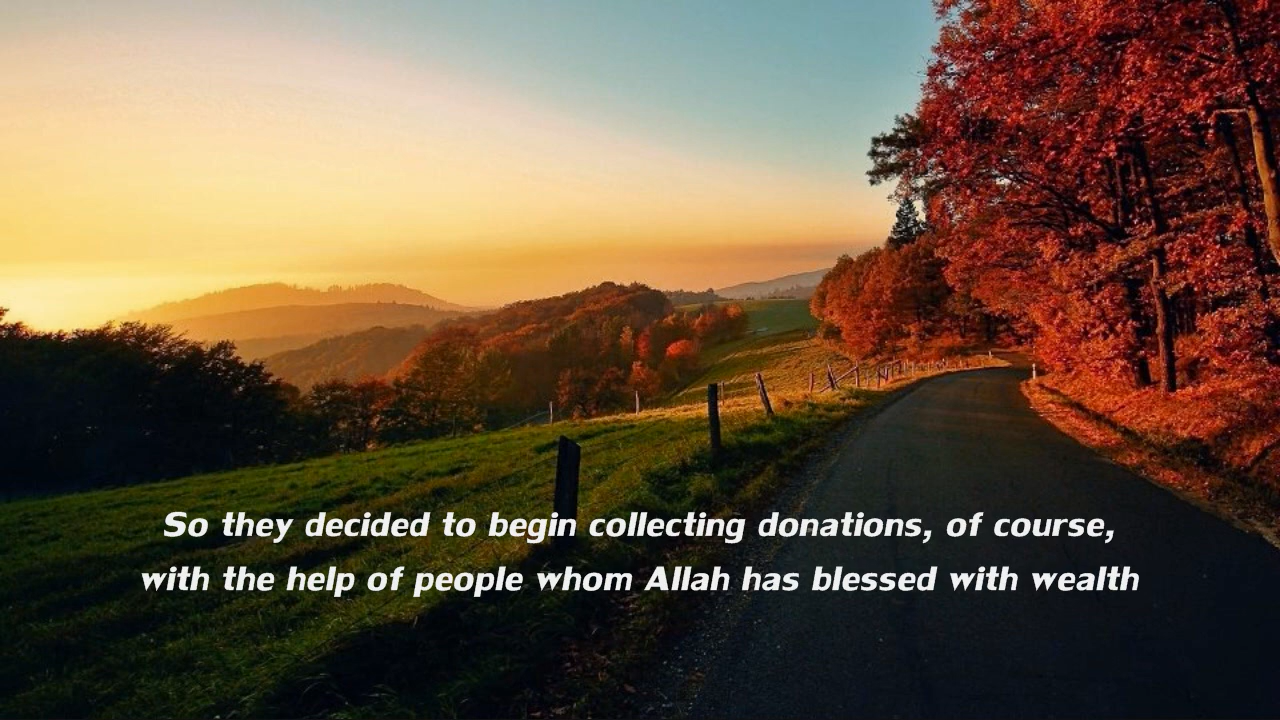 So they decided to begin collecting donations, of course,
with the help of people whom Allah has blessed with wealth